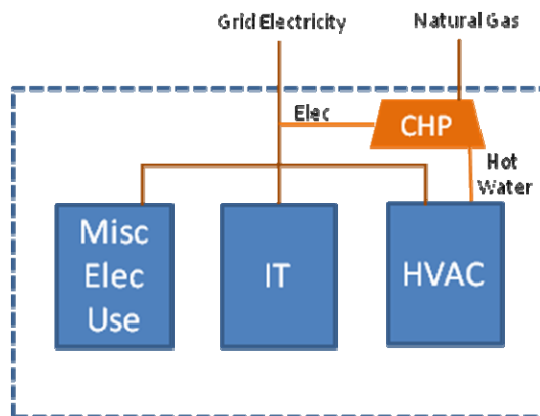 Grid Electricity
Natural Gas
Elec
CHP
Hot
Water
Misc
Elec
Use
IT
HVAC